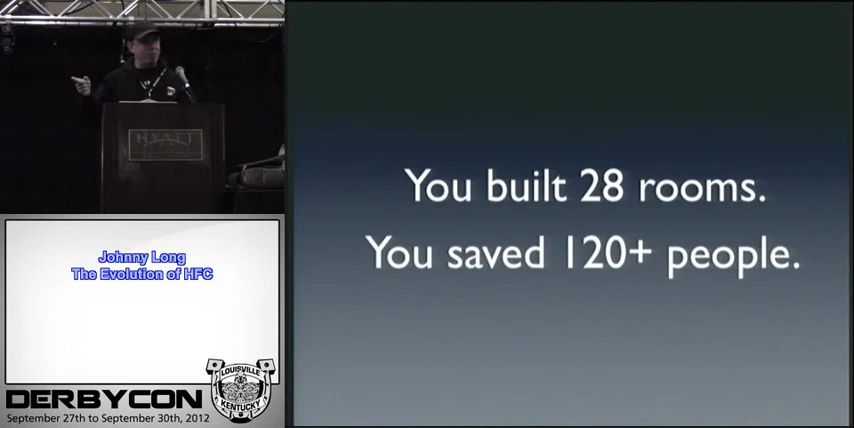 HYATT
You built 28 rooms.
You saved 120+ people.
Johnny Long
The Evolution of HFC
DERBYCON
September 27th to September 30th, 2012
LOUISVILLE
KENTUCKY